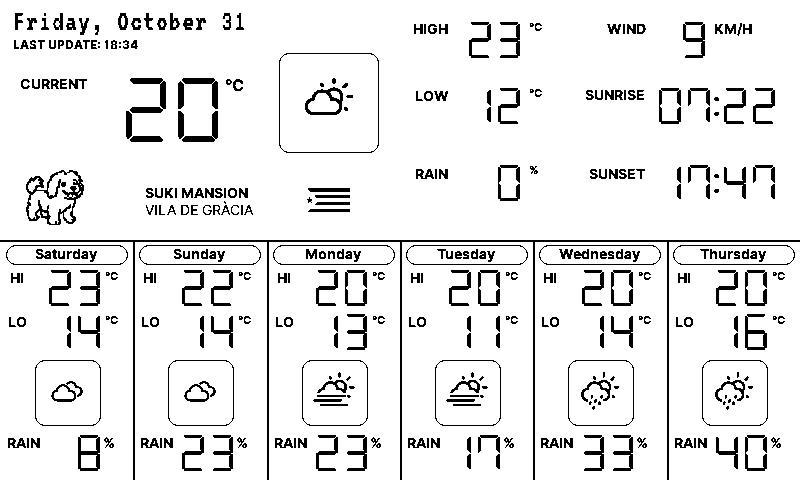 Friday, October 31
LAST UPDATE: 18:34
CURRENT 20 °C
SUKI MANSION
VILA DE GRÀCIA
HIGH 23 °C
WIND 9 KM/H
LOW 12 °C
SUNRISE 07:22
RAIN 0 %
SUNSET 17:47
Saturday
HI 23 °C
LO 14 °C
RAIN 8 %
Sunday
HI 22 °C
LO 14 °C
RAIN 23 %
Monday
HI 20 °C
LO 13 °C
RAIN 23 %
Tuesday
HI 20 °C
LO 11 °C
RAIN 17 %
Wednesday
HI 20 °C
LO 14 °C
RAIN 33 %
Thursday
HI 20 °C
LO 16 °C
RAIN 40 %